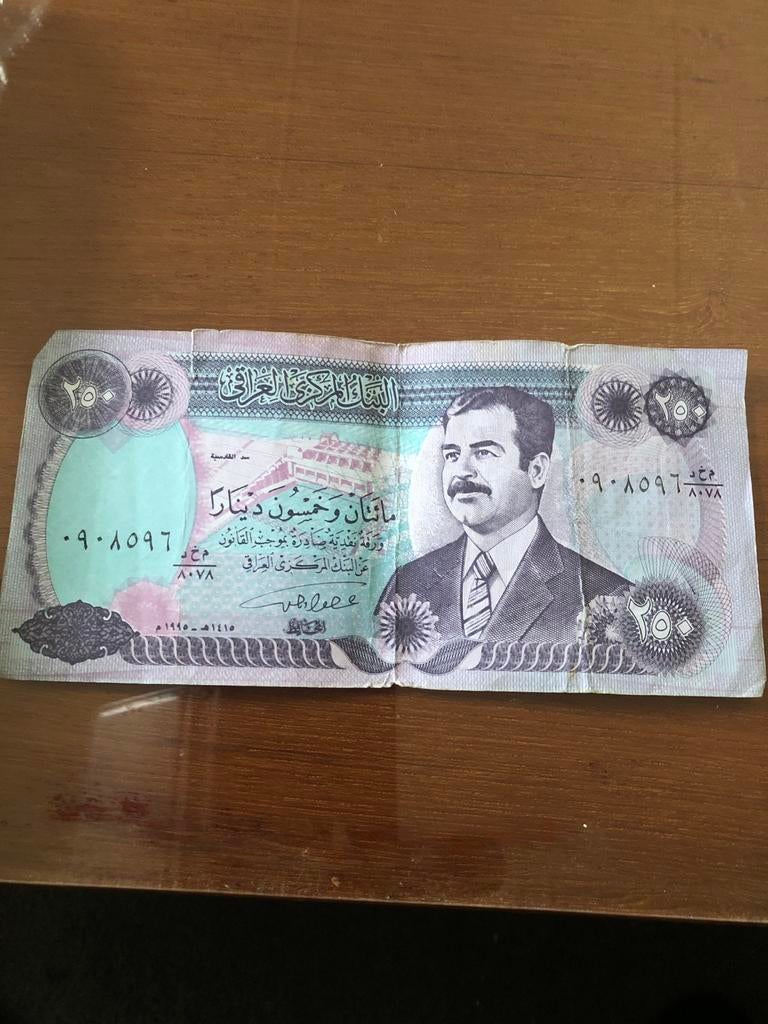 البنك المركزي العراقي
٢٥٠
٢٥٠
سد القادسية
مائتان وخمسون ديناراً
ورقة نقدية صادرة بموجب القانون
عن البنك المركزي العراقي
م خ د
٨٠٧٨
٠٩٠٨٥٩٦
م خ د
٨٠٧٨
٠٩٠٨٥٩٦
المحافظ
١٤١٥هـ - ١٩٩٥م
٢٥٠